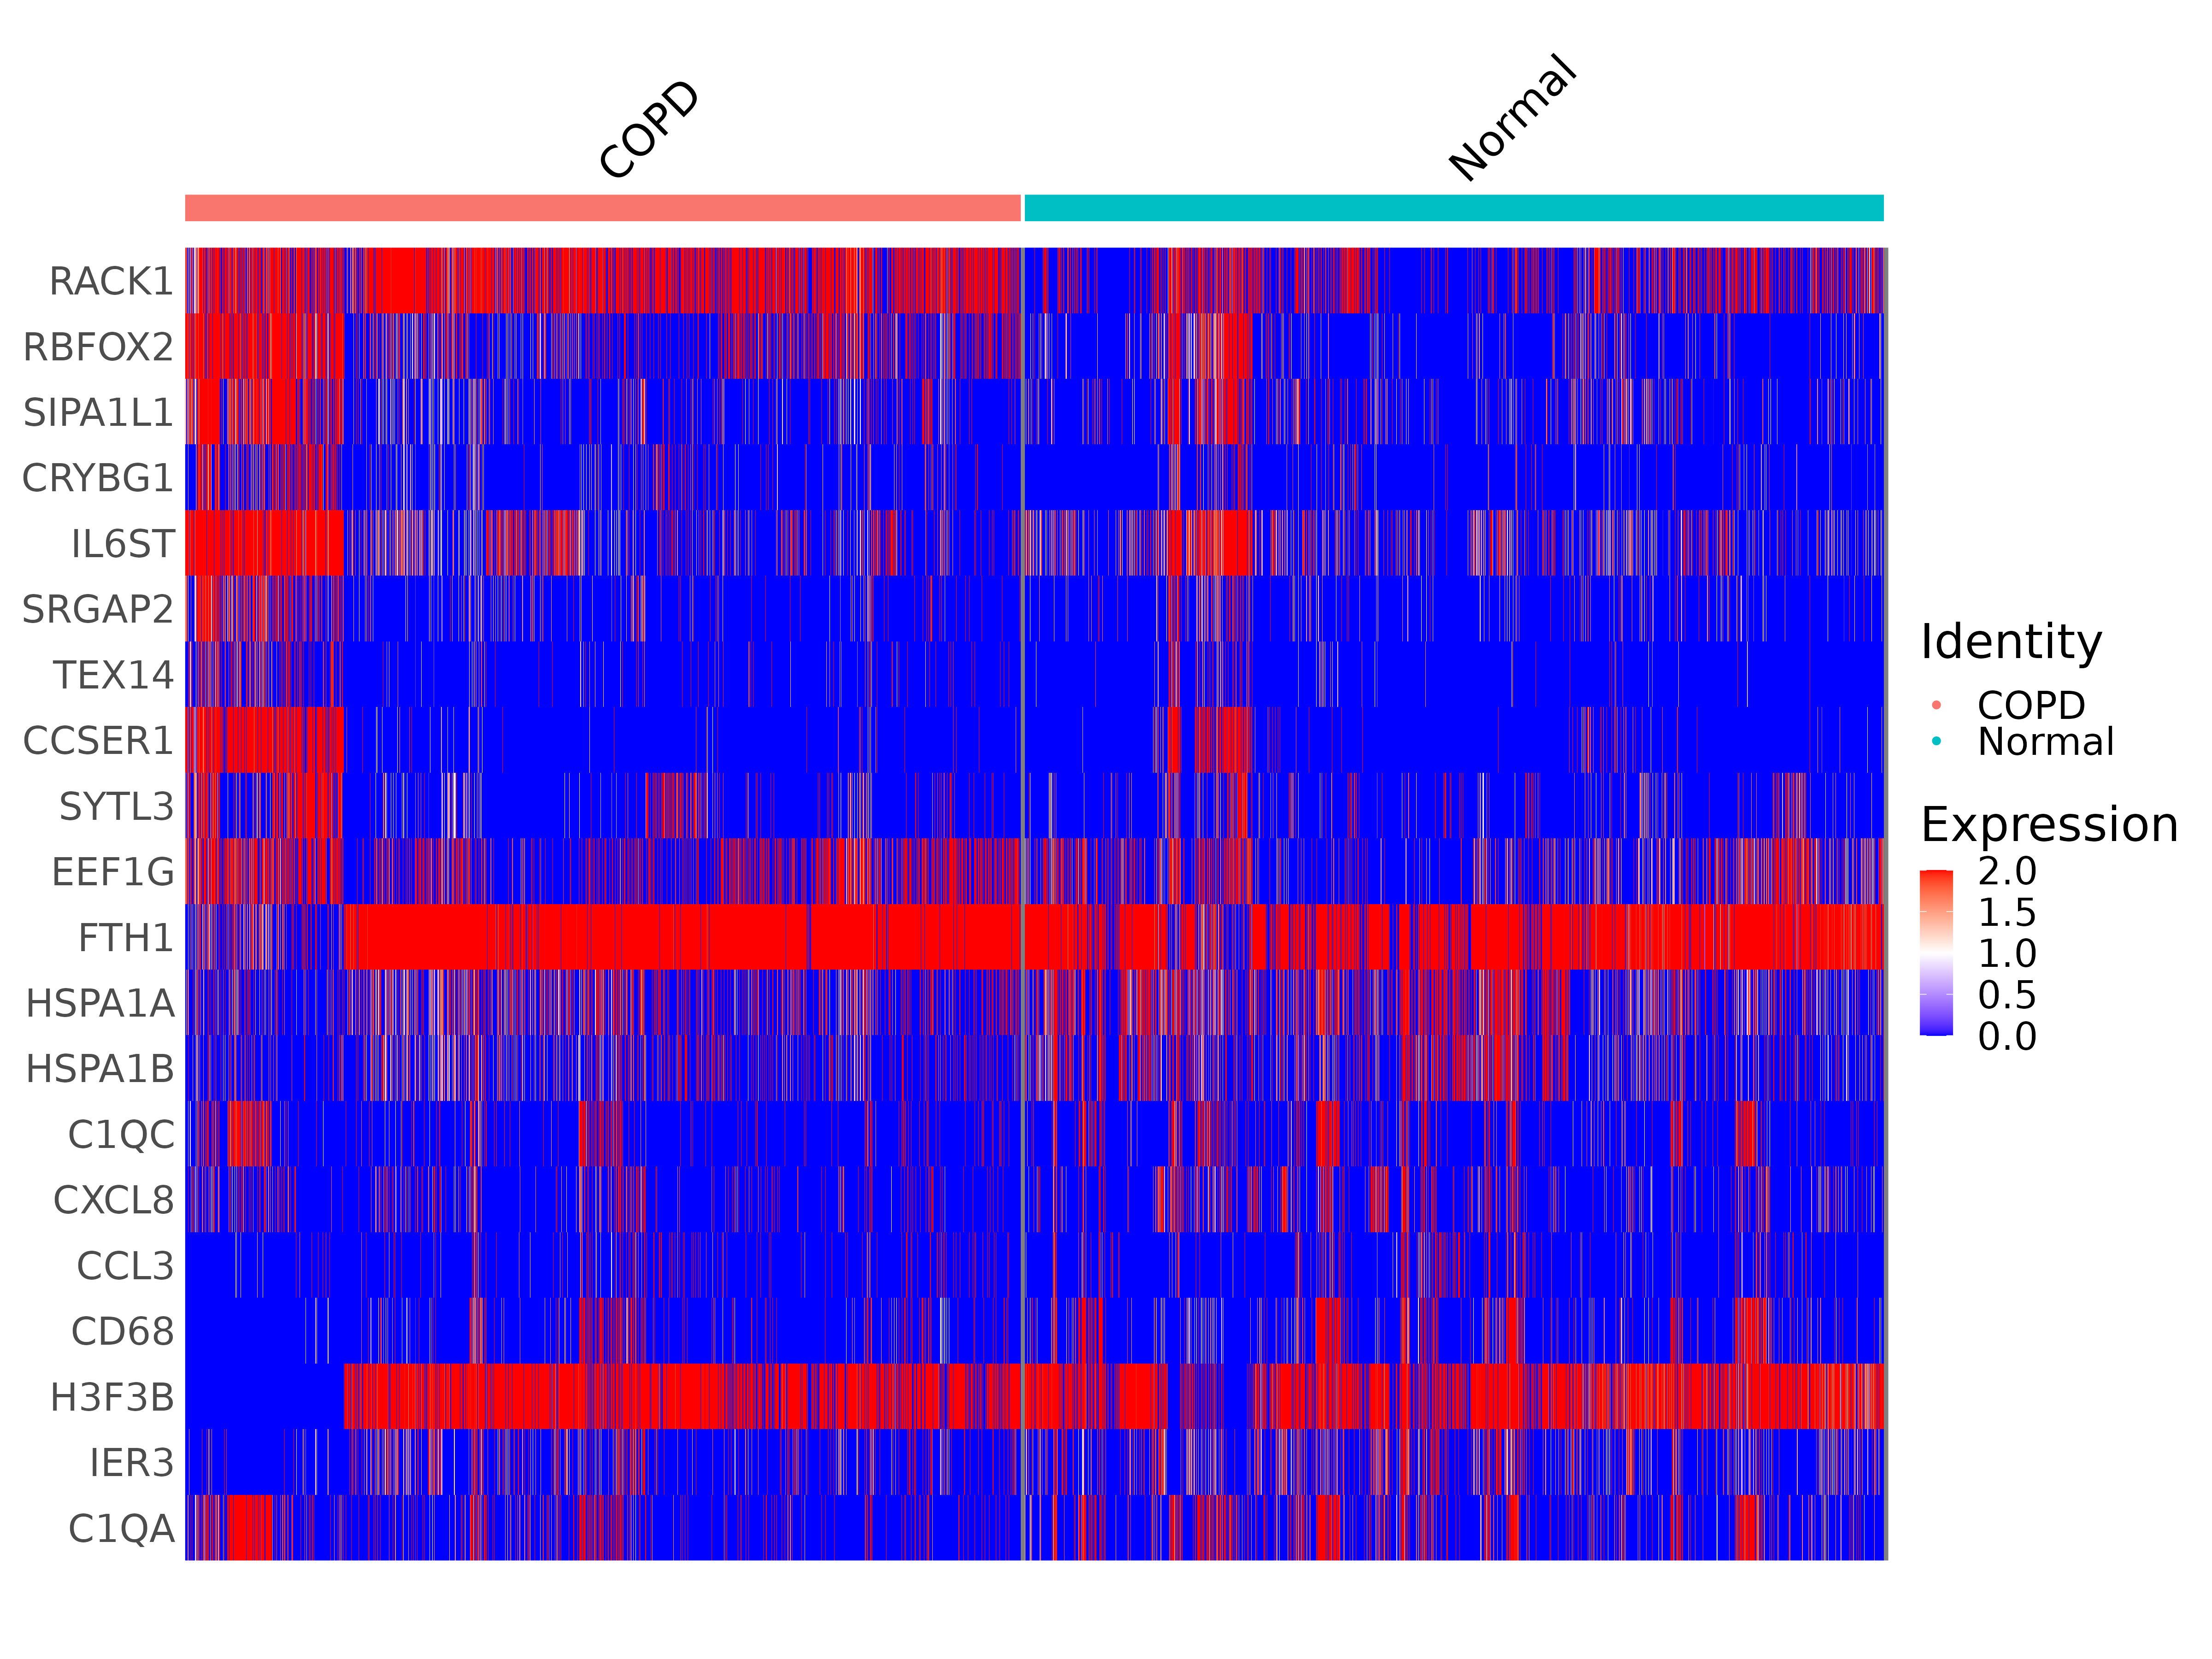 COPD
Normal
RACK1
RBFOX2
SIPA1L1
CRYBG1
IL6ST
SRGAP2
TEX14
CCSER1
SYTL3
EEF1G
FTH1
HSPA1A
HSPA1B
C1QC
CXCL8
CCL3
CD68
H3F3B
IER3
C1QA
Identity
COPD
Normal
Expression
2.0
1.5
1.0
0.5
0.0